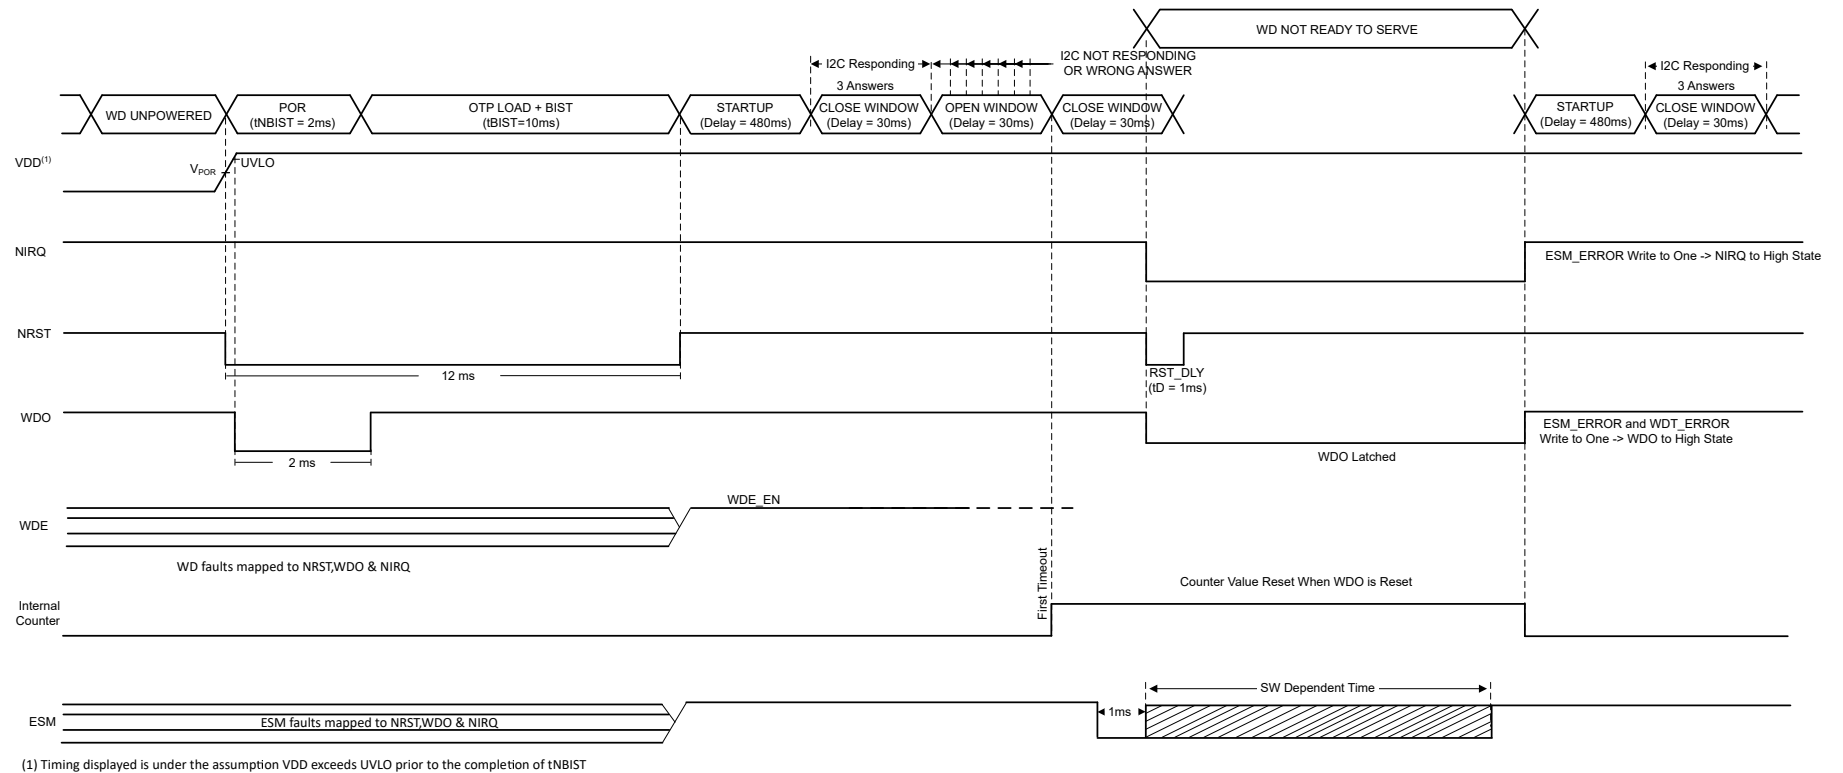 WD NOT READY TO SERVE
I2C NOT RESPONDING
OR WRONG ANSWER
I2C Responding
3 Answers
I2C Responding
3 Answers
WD UNPOWERED
POR
(tNBIST = 2ms)
OTP LOAD + BIST
(tBIST=10ms)
STARTUP
(Delay = 480ms)
CLOSE WINDOW
(Delay = 30ms)
OPEN WINDOW
(Delay = 30ms)
CLOSE WINDOW
(Delay = 30ms)
STARTUP
(Delay = 480ms)
CLOSE WINDOW
(Delay = 30ms)
VDD(1)
VPOR
UVLO
NIRQ
ESM_ERROR Write to One -> NIRQ to High State
NRST
12 ms
RST_DLY
(tD = 1ms)
WDO
2 ms
WDO Latched
ESM_ERROR and WDT_ERROR
Write to One -> WDO to High State
WDE
WDE_EN
WD faults mapped to NRST,WDO & NIRQ
First Timeout
Counter Value Reset When WDO is Reset
Internal
Counter
SW Dependent Time
ESM
ESM faults mapped to NRST,WDO & NIRQ
1ms
(1) Timing displayed is under the assumption VDD exceeds UVLO prior to the completion of tNBIST